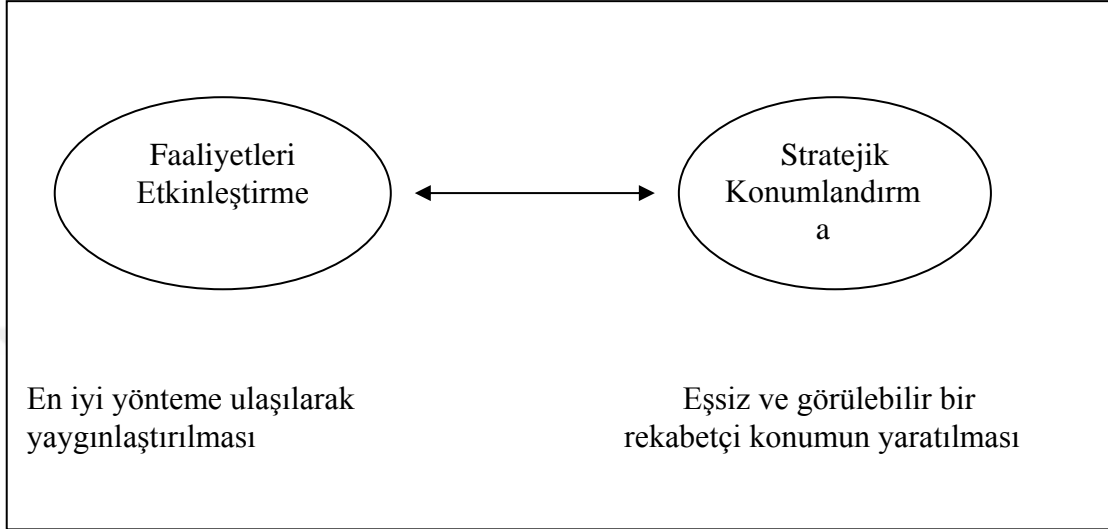 Faaliyetleri
Etkinleştirme
Stratejik
Konumlandırm
a
En iyi yönteme ulaşılarak
yaygınlaştırılması
Eşsiz ve görülebilir bir
rekabetçi konumun yaratılması